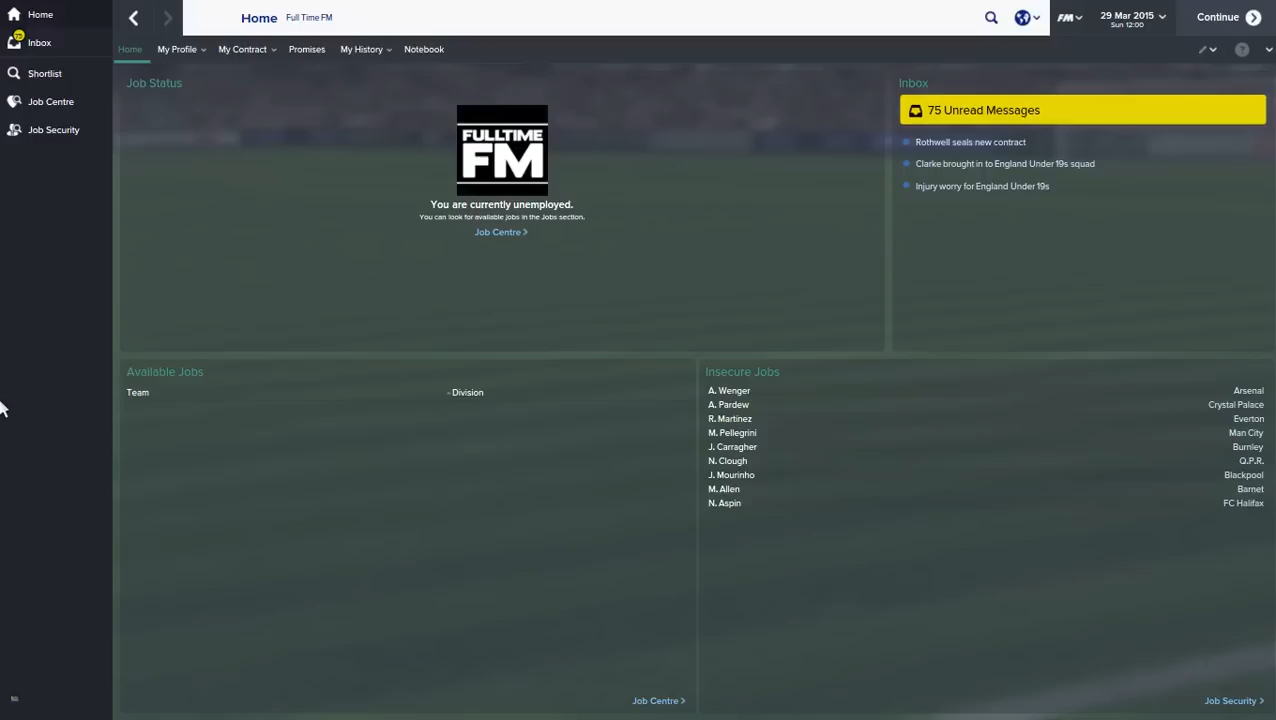 Home
75
Inbox
Shortlist
Job Centre
Job Security
Home Full Time FM
FM
29 Mar 2015
Sun 12:00
Continue
Home My Profile My Contract Promises My History Notebook
?
Job Status
FULLTIME
FM
You are currently unemployed.
You can look for available jobs in the Jobs section.
Job Centre >
Inbox
75 Unread Messages
Rothwell seals new contract
Clarke brought in to England Under 19s squad
Injury worry for England Under 19s
Available Jobs
Team - Division
Job Centre >
Insecure Jobs
A. Wenger Arsenal
A. Pardew Crystal Palace
R. Martinez Everton
M. Pellegrini Man City
J. Carragher Burnley
N. Clough Q.P.R.
J. Mourinho Blackpool
M. Allen Barnet
N. Aspin FC Halifax
Job Security >